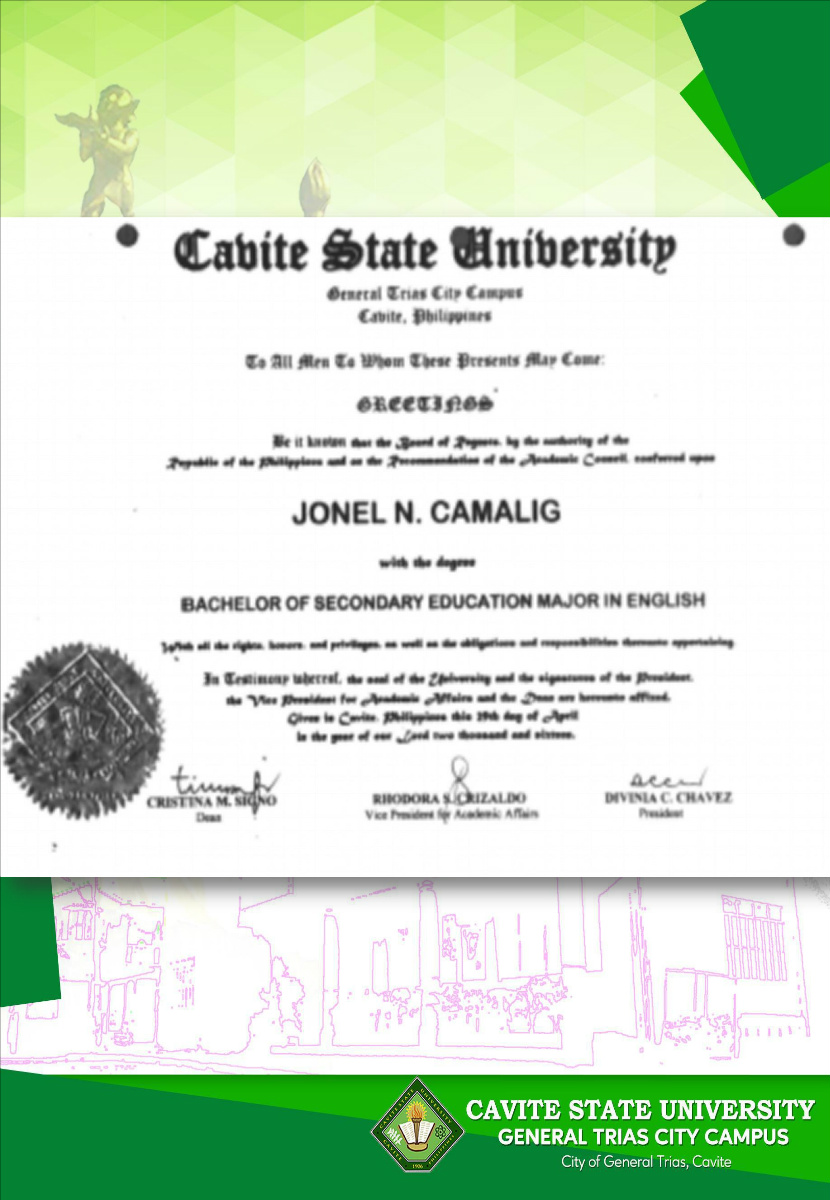 Cavite State University
General Trias City Campus
Cavite, Philippines
To All Men To Whom These Presents May Come:
GREETINGS
Be it known that the Board of Regents, by the authority of the
Republic of the Philippines and on the Recommendation of the Academic Council, conferred upon
JONEL N. CAMALIG
with the degree
BACHELOR OF SECONDARY EDUCATION MAJOR IN ENGLISH
With all the rights, honors, and privileges, as well as the obligations and responsibilities thereunto appertaining.
In Testimony whereof, the seal of the University and the signatures of the President,
the Vice President for Academic Affairs and the Dean are hereunto affixed.
Given in Cavite, Philippines this 19th day of April
in the year of our Lord two thousand and sixteen.
CRISTINA M. SIGNO
Dean
RHODORA S. CRIZALDO
Vice President for Academic Affairs
DIVINIA C. CHAVEZ
President
CAVITE STATE UNIVERSITY
GENERAL TRIAS CITY CAMPUS
City of General Trias, Cavite
1906